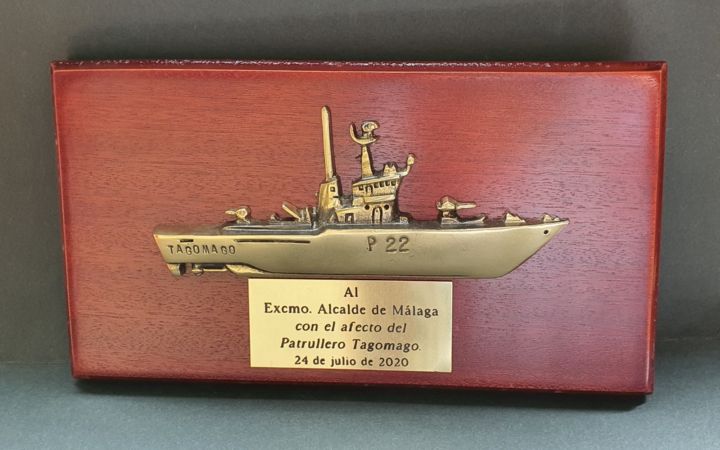 TAGOMAGO
P 22
Al
Excmo. Alcalde de Málaga
con el afecto del
Patrullero Tagomago.
24 de julio de 2020